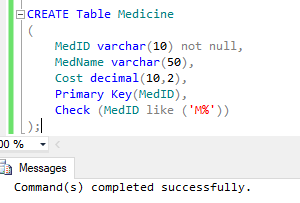 CREATE Table Medicine
(
MedID varchar(10) not null,
MedName varchar(50),
Cost decimal(10,2),
Primary Key(MedID),
Check (MedID like ('M%'))
);
00 %
Messages
Command(s) completed successfully.